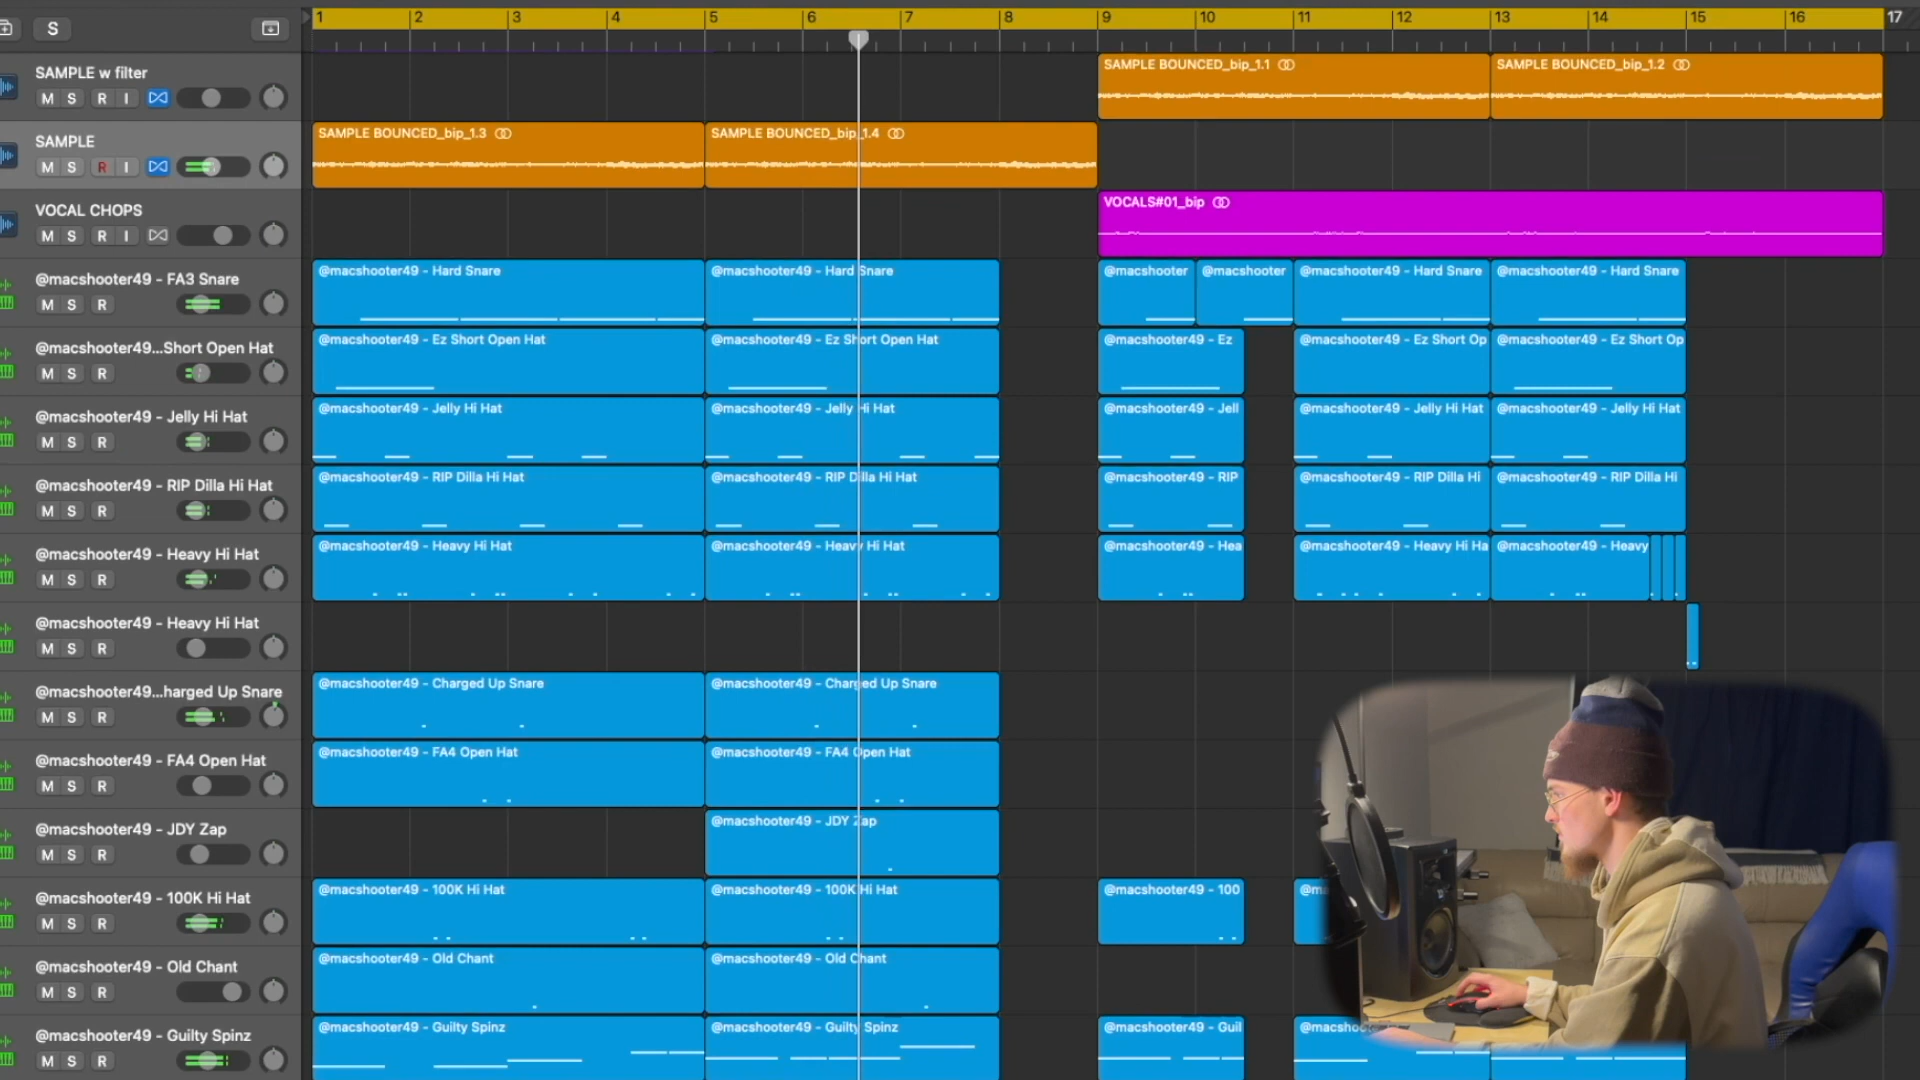 1 2 3 4 5 6 7 8 9 10 11 12 13 14 15 16 17
S
SAMPLE w filter
M S R I
SAMPLE BOUNCED_bip_1.1 SAMPLE BOUNCED_bip_1.2
SAMPLE
M S R I
SAMPLE BOUNCED_bip_1.3 SAMPLE BOUNCED_bip_1.4
VOCAL CHOPS
M S R I
VOCALS#01_bip
@macshooter49 - FA3 Snare
M S R
@macshooter49 - Hard Snare @macshooter49 - Hard Snare @macshooter @macshooter @macshooter49 - Hard Snare @macshooter49 - Hard Snare
@macshooter49...Short Open Hat
M S R
@macshooter49 - Ez Short Open Hat @macshooter49 - Ez Short Open Hat @macshooter49 - Ez @macshooter49 - Ez Short Op @macshooter49 - Ez Short Op
@macshooter49 - Jelly Hi Hat
M S R
@macshooter49 - Jelly Hi Hat @macshooter49 - Jelly Hi Hat @macshooter49 - Jell @macshooter49 - Jelly Hi Hat @macshooter49 - Jelly Hi Hat
@macshooter49 - RIP Dilla Hi Hat
M S R
@macshooter49 - RIP Dilla Hi Hat @macshooter49 - RIP Dilla Hi Hat @macshooter49 - RIP @macshooter49 - RIP Dilla Hi @macshooter49 - RIP Dilla Hi
@macshooter49 - Heavy Hi Hat
M S R
@macshooter49 - Heavy Hi Hat @macshooter49 - Heavy Hi Hat @macshooter49 - Hea @macshooter49 - Heavy Hi Ha @macshooter49 - Heavy
@macshooter49 - Heavy Hi Hat
M S R
@macshooter49...harged Up Snare
M S R
@macshooter49 - Charged Up Snare @macshooter49 - Charged Up Snare
@macshooter49 - FA4 Open Hat
M S R
@macshooter49 - FA4 Open Hat @macshooter49 - FA4 Open Hat
@macshooter49 - JDY Zap
M S R
@macshooter49 - JDY Zap
@macshooter49 - 100K Hi Hat
M S R
@macshooter49 - 100K Hi Hat @macshooter49 - 100K Hi Hat @macshooter49 - 100 @ma
@macshooter49 - Old Chant
M S R
@macshooter49 - Old Chant @macshooter49 - Old Chant
@macshooter49 - Guilty Spinz
M S R
@macshooter49 - Guilty Spinz @macshooter49 - Guilty Spinz @macshooter49 - Guil @macshoo